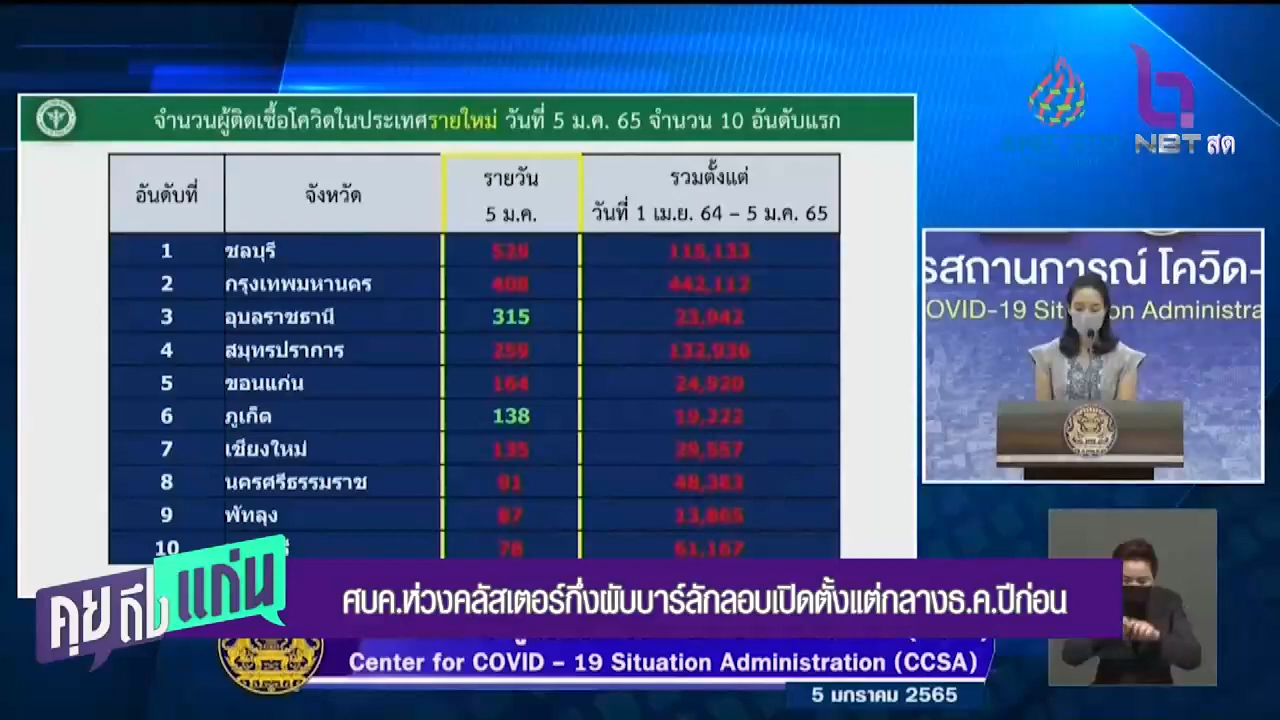 จำนวนผู้ติดเชื้อโควิดในประเทศรายใหม่ วันที่ 5 ม.ค. 65 จำนวน 10 อันดับแรก
NBT สด
อันดับที่ จังหวัด รายวัน 5 ม.ค. รวมตั้งแต่ วันที่ 1 เม.ย. 64 – 5 ม.ค. 65
1 ชลบุรี 529 115,133
2 กรุงเทพมหานคร 408 442,112
3 อุบลราชธานี 315 23,942
4 สมุทรปราการ 259 132,936
5 ขอนแก่น 164 24,920
6 ภูเก็ต 138 19,222
7 เชียงใหม่ 135 29,557
8 นครศรีธรรมราช 91 48,383
9 พัทลุง 87 13,865
10 78 61,167
รสถานการณ์ โควิด-
OVID-19 Situation Administra
คุยถึงแก่น
ศบค.ห่วงคลัสเตอร์กึ่งผับบาร์ลักลอบเปิดตั้งแต่กลางธ.ค.ปีก่อน
Center for COVID – 19 Situation Administration (CCSA)
5 มกราคม 2565